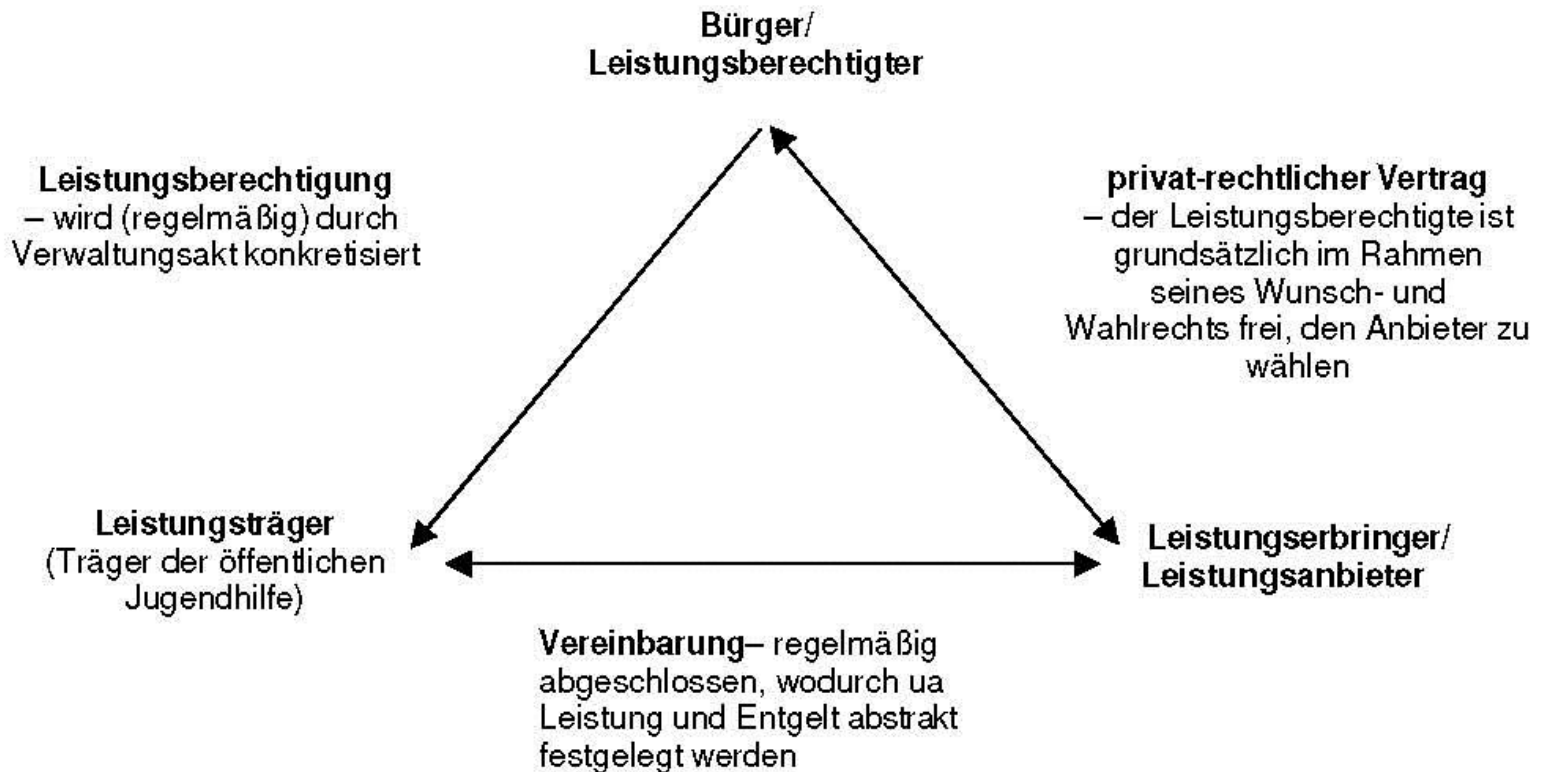 Bürger/
Leistungsberechtigter
Leistungsberechtigung
– wird (regelmäßig) durch
Verwaltungsakt konkretisiert
privat-rechtlicher Vertrag
– der Leistungsberechtigte ist
grundsätzlich im Rahmen
seines Wunsch- und
Wahlrechts frei, den Anbieter zu
wählen
Leistungsträger
(Träger der öffentlichen
Jugendhilfe)
Leistungserbringer/
Leistungsanbieter
Vereinbarung– regelmäßig
abgeschlossen, wodurch ua
Leistung und Entgelt abstrakt
festgelegt werden